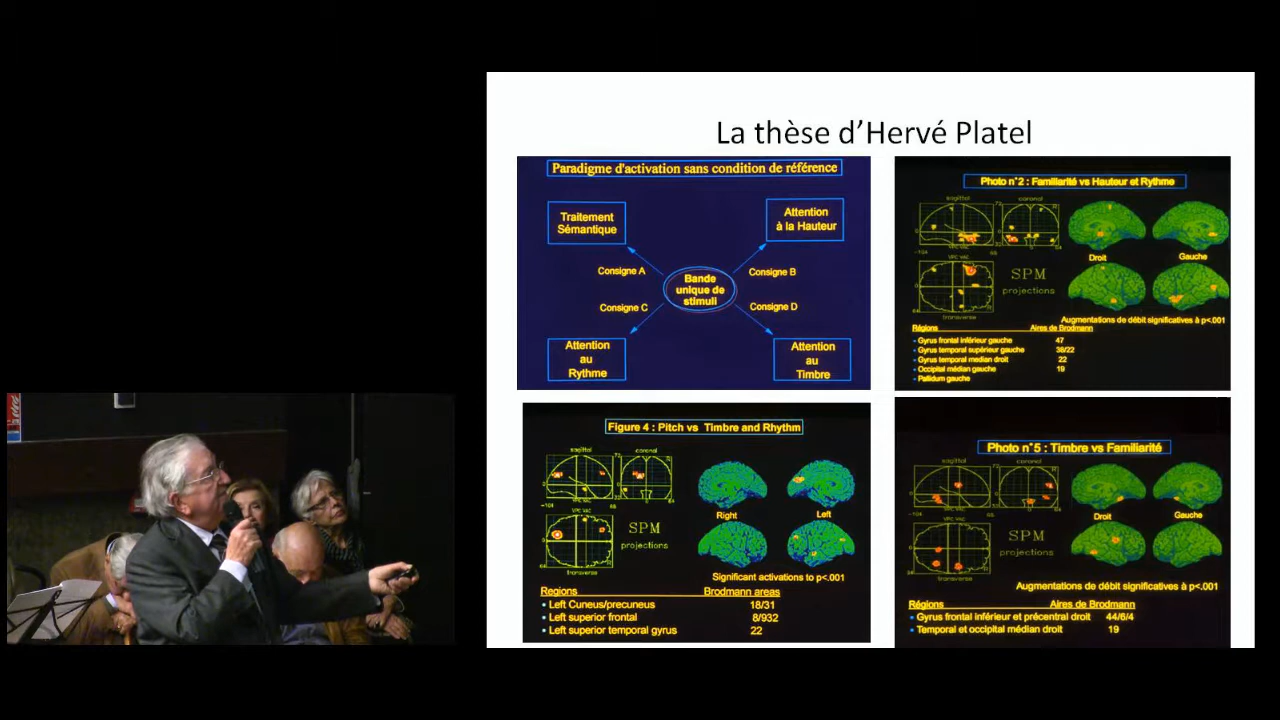 La thèse d'Hervé Platel
Paradigme d'activation sans condition de référence
Traitement
Sémantique
Attention
à la Hauteur
Consigne A
Consigne B
Bande
unique de
stimuli
Consigne C
Consigne D
Attention
au
Rythme
Attention
au
Timbre
Photo n°2 : Familiarité vs Hauteur et Rythme
sagittal
coronal
Droit
Gauche
SPM
projections
transverse
Augmentations de débit significatives à p<.001
Régions
Aires de Brodmann
• Gyrus frontal inférieur gauche 47
• Gyrus temporal supérieur gauche 38/22
• Gyrus temporal median droit 22
• Occipital médian gauche 19
• Pallidum gauche
Figure 4 : Pitch vs Timbre and Rhythm
sagittal
coronal
Right
Left
SPM
projections
transverse
Significant activations to p<.001
Regions
Brodmann areas
• Left Cuneus/precuneus 18/31
• Left superior frontal 8/932
• Left superior temporal gyrus 22
Photo n°5 : Timbre vs Familiarité
sagittal
coronal
Droit
Gauche
SPM
projections
transverse
Augmentations de débit significatives à p<.001
Régions
Aires de Brodmann
• Gyrus frontal inférieur et précentral droit 44/6/4
• Temporal et occipital médian droit 19